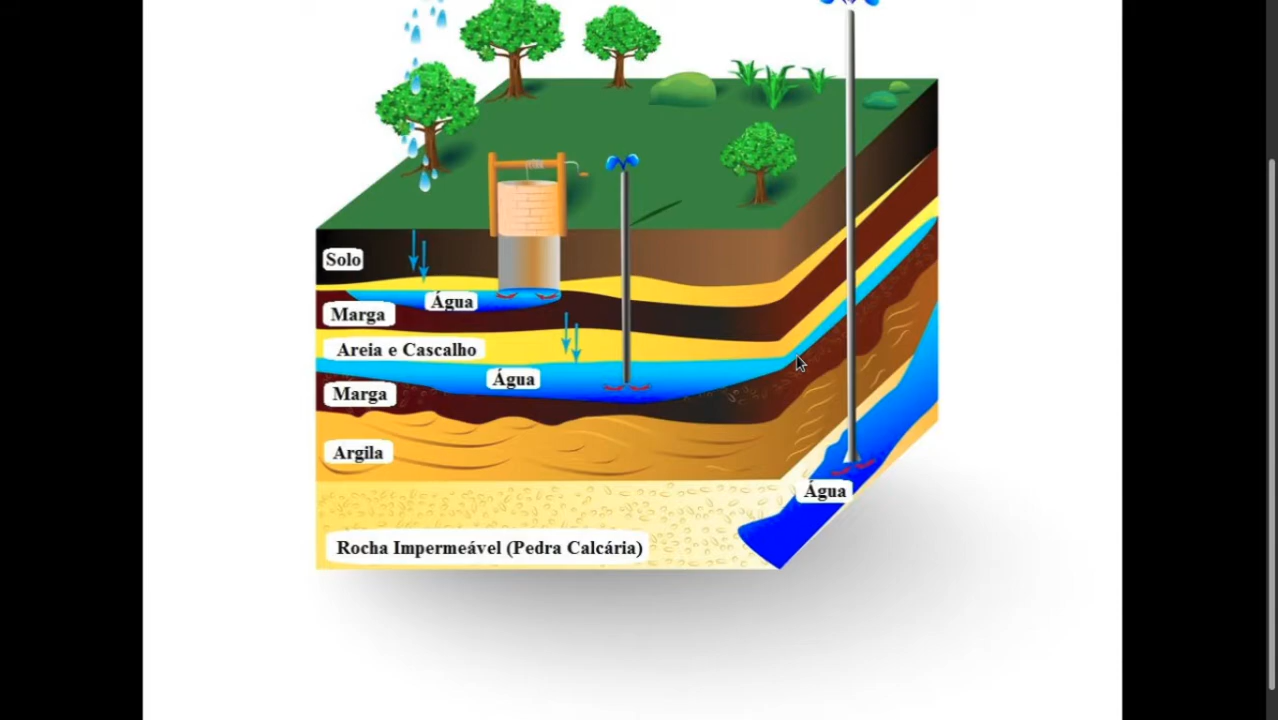 Solo
Água
Marga
Areia e Cascalho
Água
Marga
Argila
Água
Rocha Impermeável (Pedra Calcária)